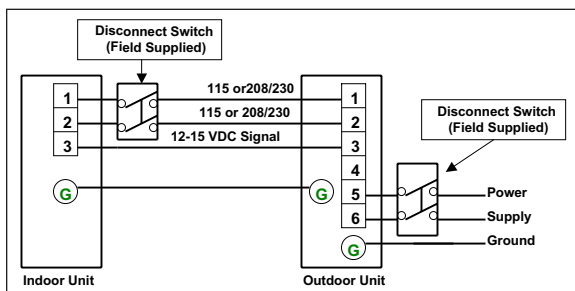 Disconnect Switch
(Field Supplied)
1
2
3
G
Indoor Unit
115 or208/230
115 or 208/230
12-15 VDC Signal
1
2
3
4
5
6
G
G
Outdoor Unit
Disconnect Switch
(Field Supplied)
Power
Supply
Ground